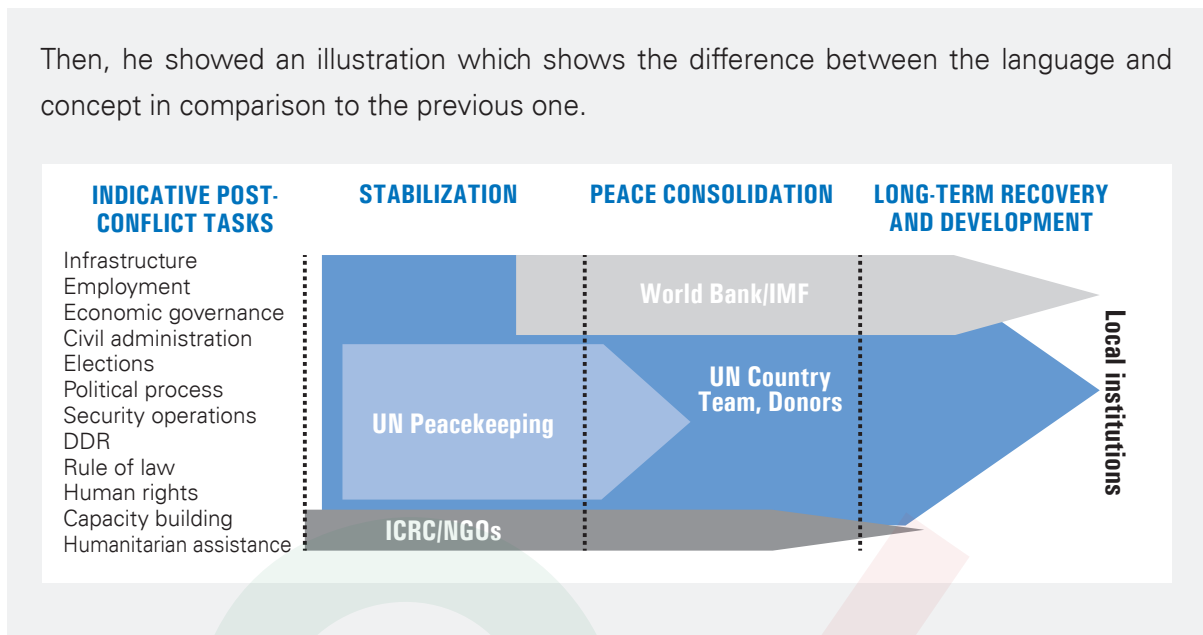 Then, he showed an illustration which shows the difference between the language and
concept in comparison to the previous one.
INDICATIVE POST-
CONFLICT TASKS
STABILIZATION
PEACE CONSOLIDATION
LONG-TERM RECOVERY
AND DEVELOPMENT
Infrastructure
Employment
Economic governance
Civil administration
Elections
Political process
Security operations
DDR
Rule of law
Human rights
Capacity building
Humanitarian assistance
World Bank/IMF
UN Peacekeeping
UN Country
Team, Donors
ICRC/NGOs
Local institutions